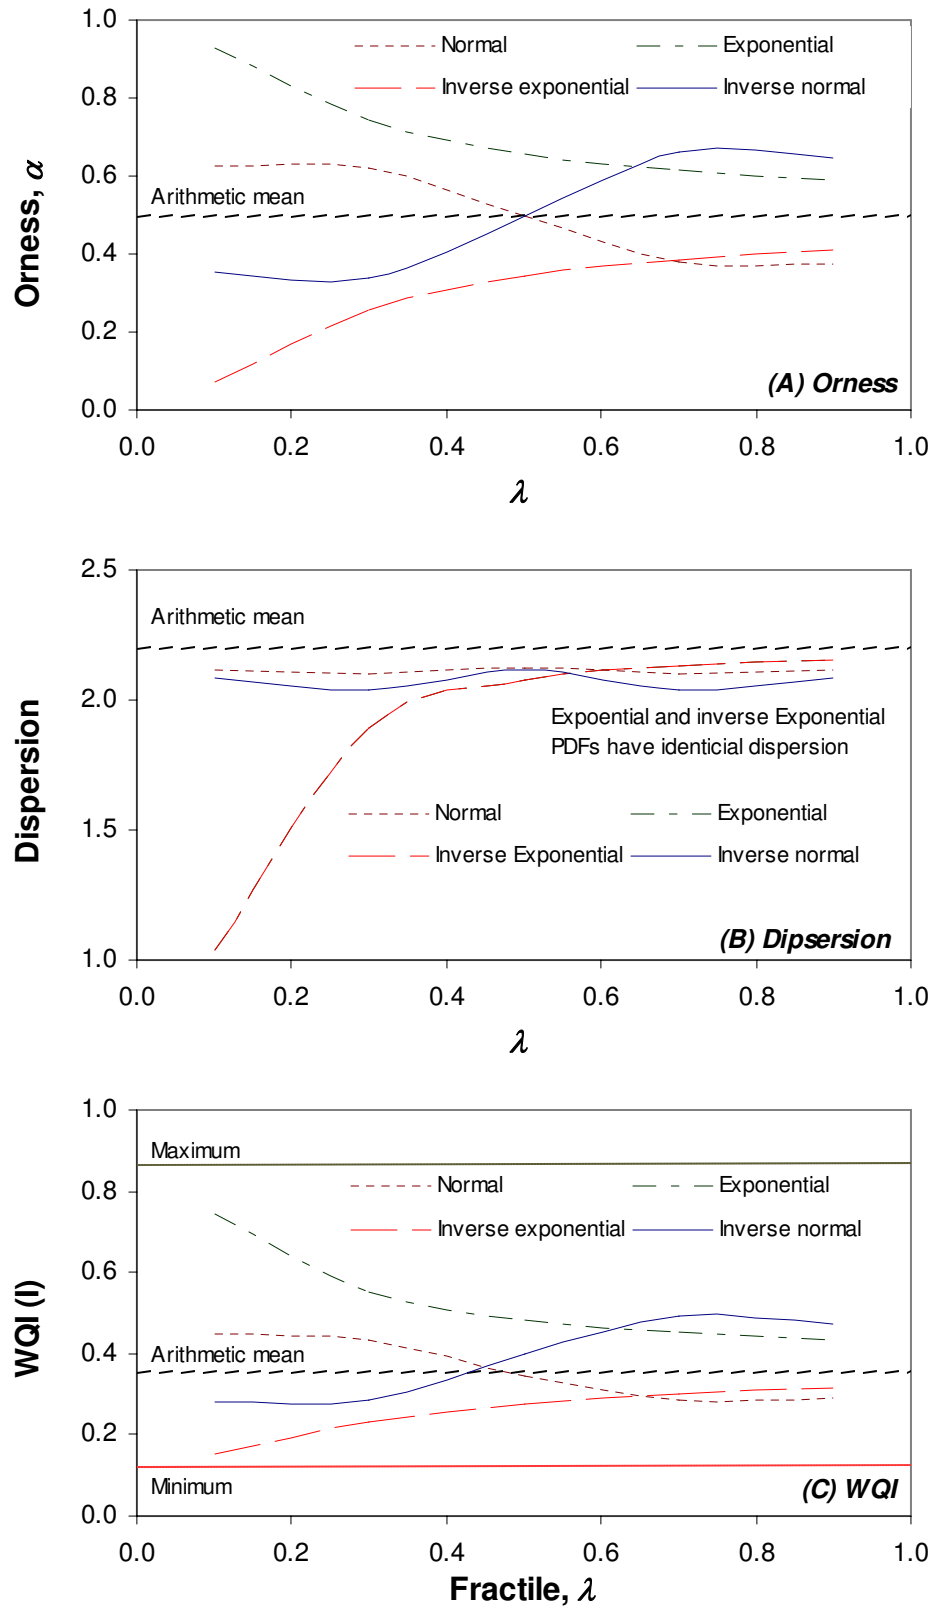 1.0
Normal
Exponential
Inverse exponential
Inverse normal
0.8
0.6
Arithmetic mean
0.4
0.2
0.0
Orness, α
(A) Orness
0.0 0.2 0.4 0.6 0.8 1.0
λ
2.5
Arithmetic mean
2.0
Expoential and inverse Exponential
PDFs have identicial dispersion
1.5
Normal
Exponential
Inverse Exponential
Inverse normal
1.0
Dispersion
(B) Dipsersion
0.0 0.2 0.4 0.6 0.8 1.0
λ
1.0
Maximum
0.8
Normal
Exponential
Inverse exponential
Inverse normal
0.6
0.4
Arithmetic mean
0.2
Minimum
0.0
WQI (I)
(C) WQI
0.0 0.2 0.4 0.6 0.8 1.0
Fractile, λ